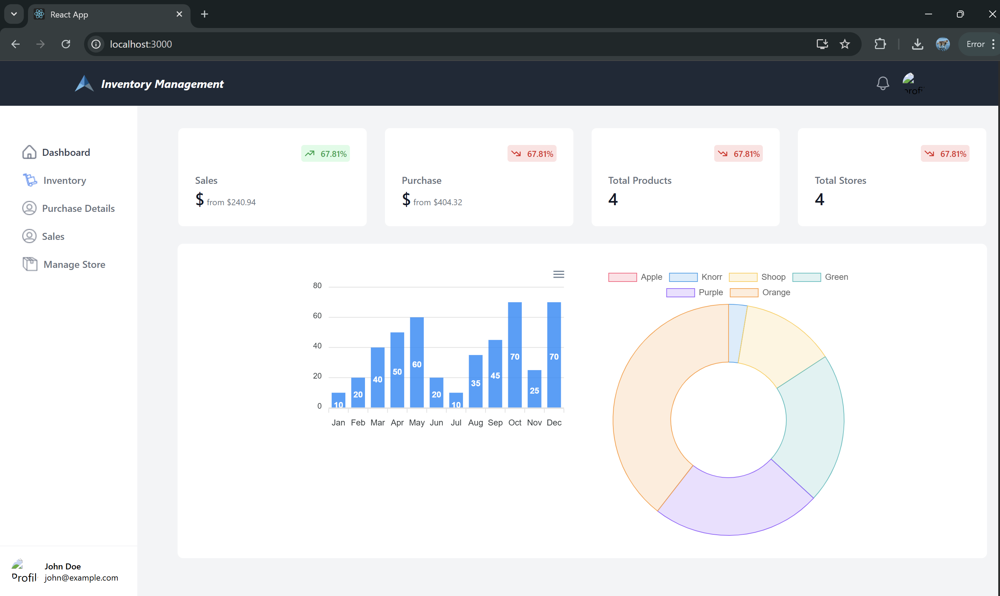 React App
localhost:3000
Error
Inventory Management
Dashboard
Inventory
Purchase Details
Sales
Manage Store
67.81%
Sales
$ from $240.94
67.81%
Purchase
$ from $404.32
67.81%
Total Products
4
67.81%
Total Stores
4
80
60
40
20
0
10 20 40 50 60 20 10 35 45 70 25 70
Jan Feb Mar Apr May Jun Jul Aug Sep Oct Nov Dec
Apple Knorr Shoop Green
Purple Orange
Profil
John Doe
john@example.com